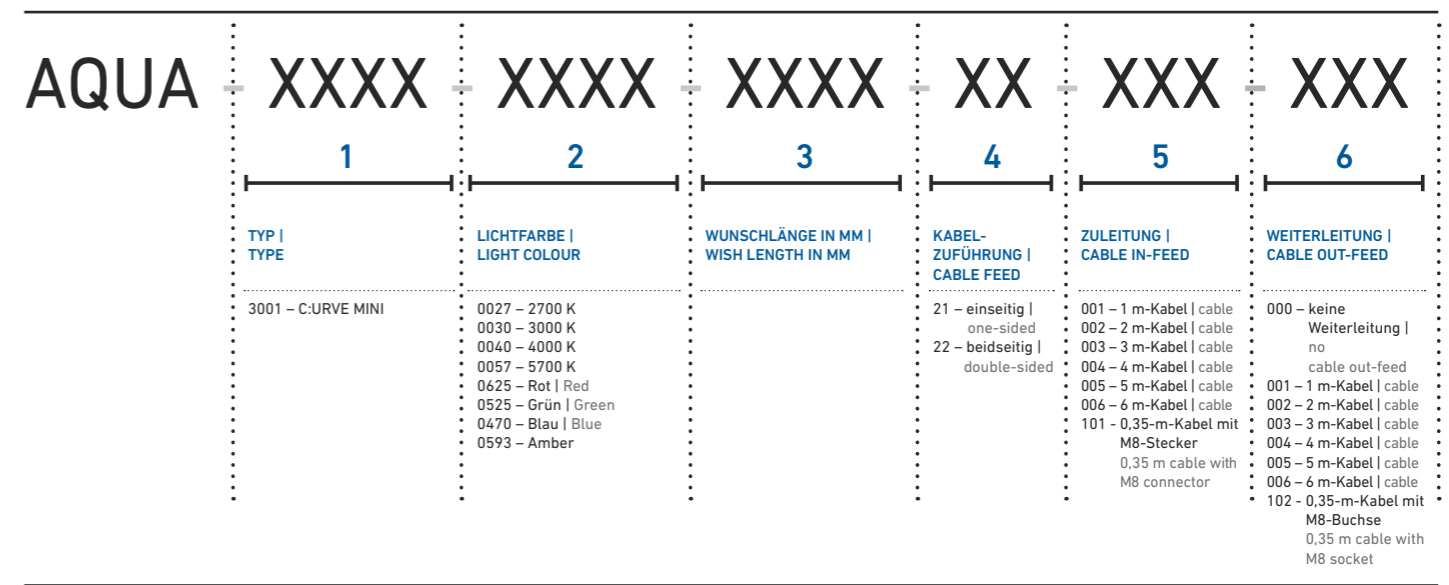 AQUA - XXXX - XXXX - XXXX - XX - XXX - XXX
1
2
3
4
5
6
TYP |
TYPE
3001 – C:URVE MINI
LICHTFARBE |
LIGHT COLOUR
0027 – 2700 K
0030 – 3000 K
0040 – 4000 K
0057 – 5700 K
0625 – Rot | Red
0525 – Grün | Green
0470 – Blau | Blue
0593 – Amber
WUNSCHLÄNGE IN MM |
WISH LENGTH IN MM
KABEL-
ZUFÜHRUNG |
CABLE FEED
21 – einseitig |
one-sided
22 – beidseitig |
double-sided
ZULEITUNG |
CABLE IN-FEED
001 – 1 m-Kabel | cable
002 – 2 m-Kabel | cable
003 – 3 m-Kabel | cable
004 – 4 m-Kabel | cable
005 – 5 m-Kabel | cable
006 – 6 m-Kabel | cable
101 - 0,35-m-Kabel mit
M8-Stecker
0,35 m cable with
M8 connector
WEITERLEITUNG |
CABLE OUT-FEED
000 – keine
Weiterleitung |
no
cable out-feed
001 – 1 m-Kabel | cable
002 – 2 m-Kabel | cable
003 – 3 m-Kabel | cable
004 – 4 m-Kabel | cable
005 – 5 m-Kabel | cable
006 – 6 m-Kabel | cable
102 - 0,35-m-Kabel mit
M8-Buchse
0,35 m cable with
M8 socket